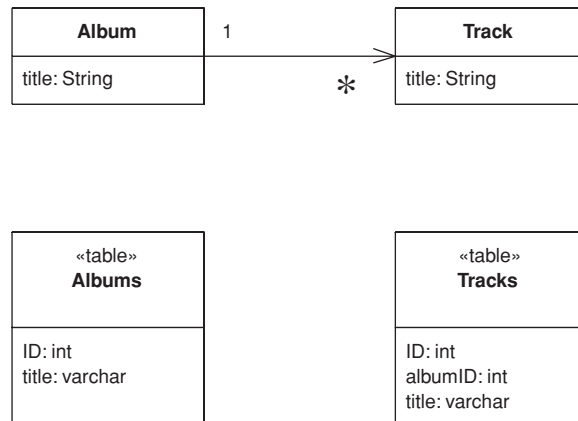 Album
title: String
1
*
Track
title: String
«table»
Albums
ID: int
title: varchar
«table»
Tracks
ID: int
albumID: int
title: varchar